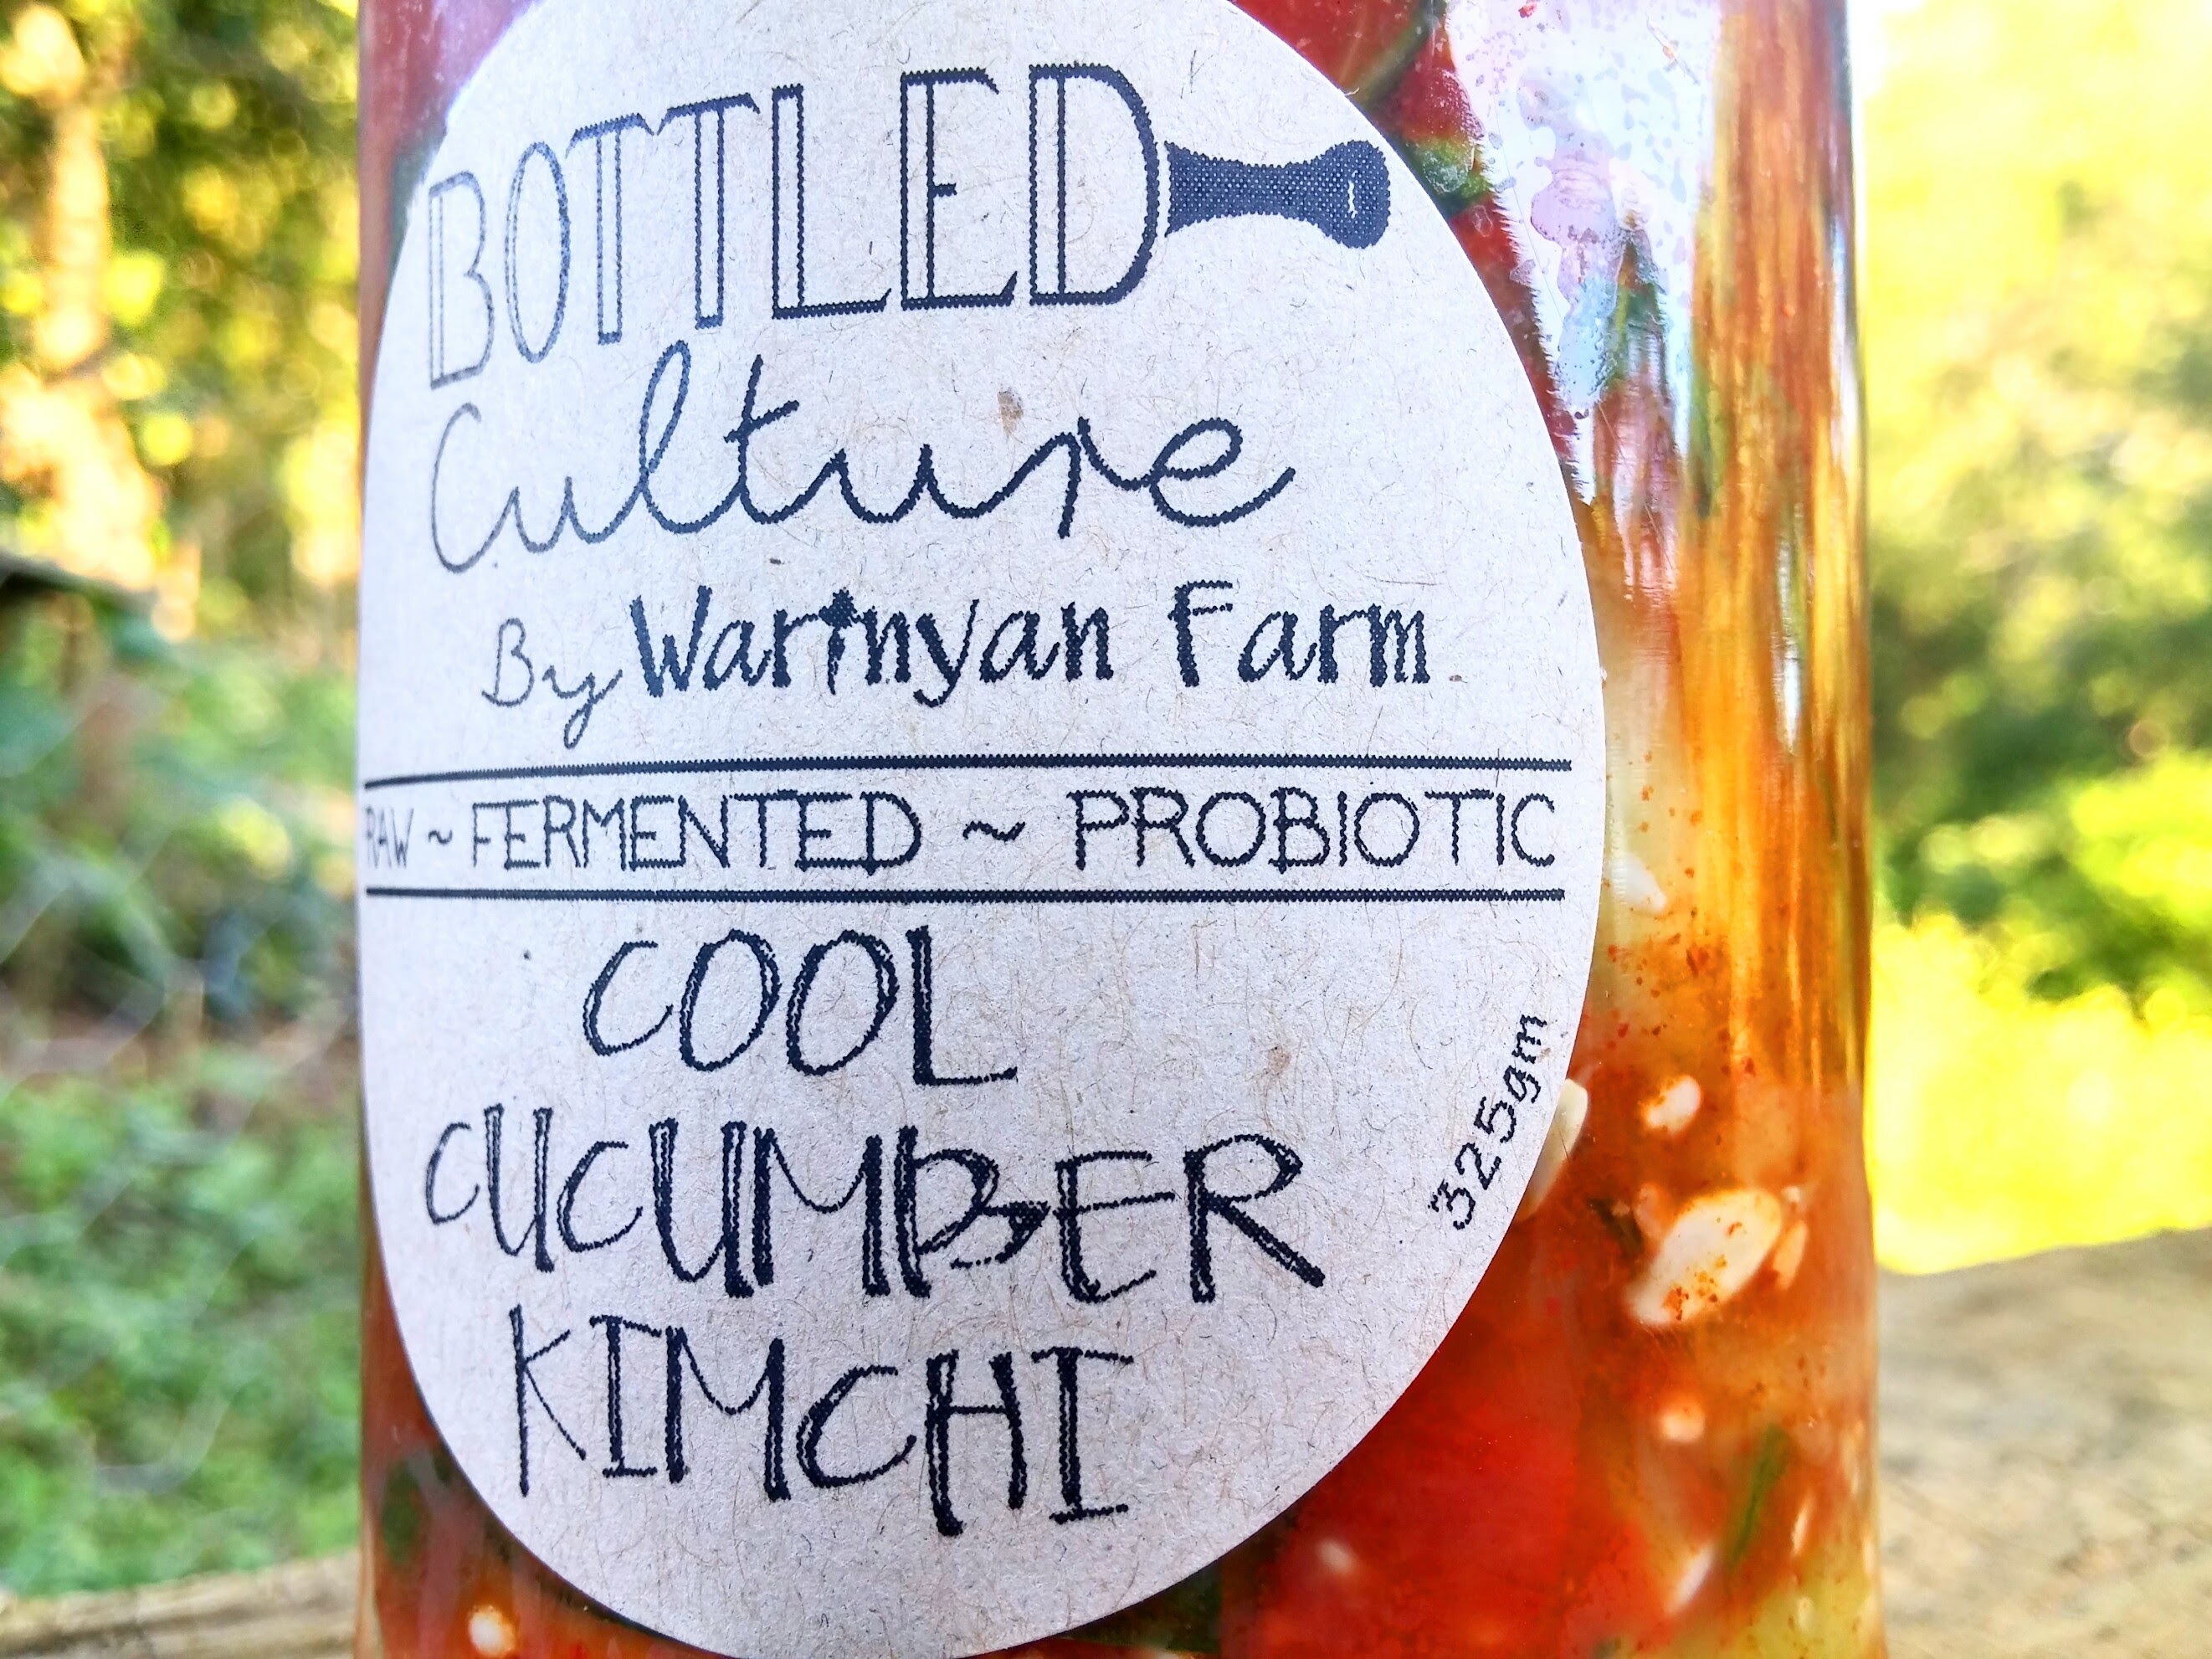 BOTTLED
Culture
By Warinyan Farm
RAW ~ FERMENTED ~ PROBIOTIC
COOL
CUCUMBER
KIMCHI
325gm